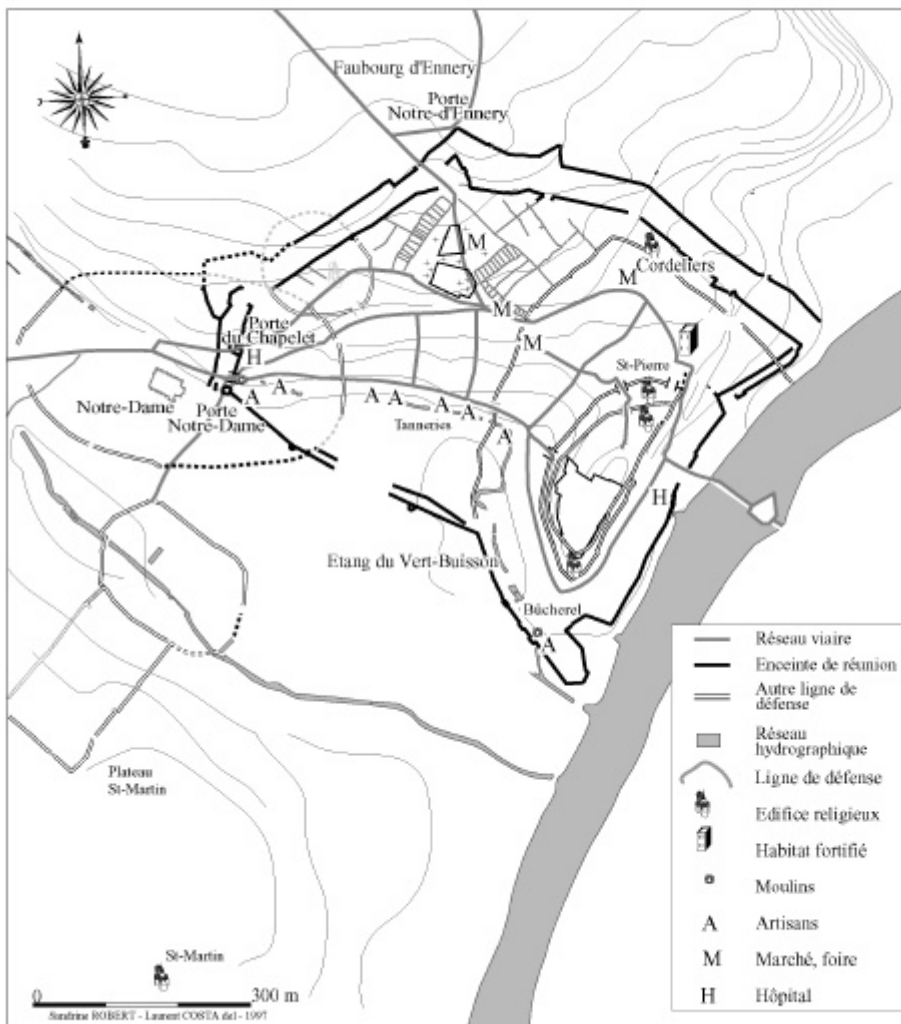 Faubourg d'Ennery
Porte
Notre-d'Ennery
M
Cordeliers
M
M
M
Porte
du Chapelet
H
St-Pierre
A
A
A
A
A
A
A
Tanneries
Notre-Dame
Porte
Notre-Dame
H
Etang du Vert-Buisson
Bûcherel
A
Plateau
St-Martin
St-Martin
0
300 m
Sandrine ROBERT - Laurent COSTA del - 1997
Réseau viaire
Enceinte de réunion
Autre ligne de
défense
Réseau
hydrographique
Ligne de défense
Edifice religieux
Habitat fortifié
Moulins
A Artisans
M Marché, foire
H Hôpital